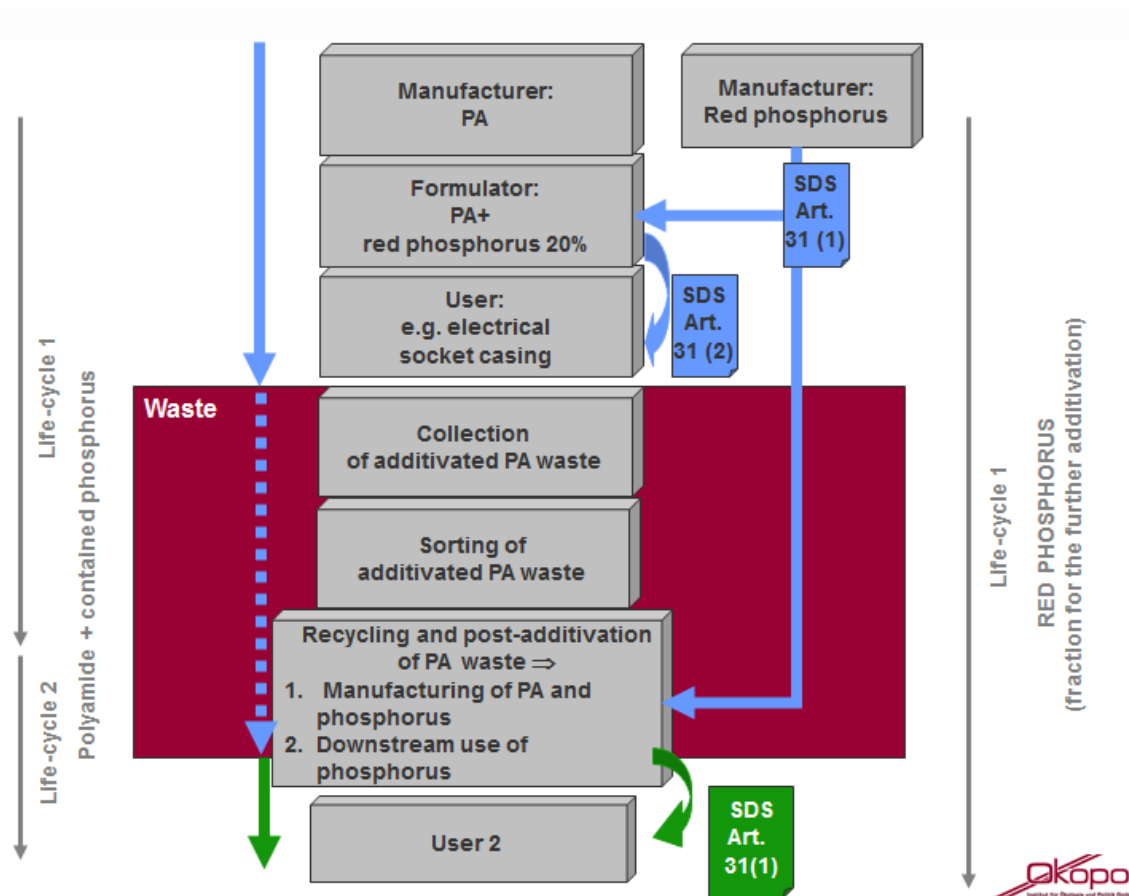 Manufacturer:
PA
Manufacturer:
Red phosphorus
Formulator:
PA+
red phosphorus 20%
SDS
Art.
31 (1)
User:
e.g. electrical
socket casing
SDS
Art.
31 (2)
Waste
Collection
of additivated PA waste
Sorting of
additivated PA waste
Recycling and post-additivation
of PA waste ⇒
1. Manufacturing of PA and
phosphorus
2. Downstream use of
phosphorus
User 2
SDS
Art.
31(1)
Life-cycle 1
Life-cycle 2
Polyamide + contained phosphorus
Life-cycle 1
RED PHOSPHORUS
(fraction for the further additivation)
Ökopo